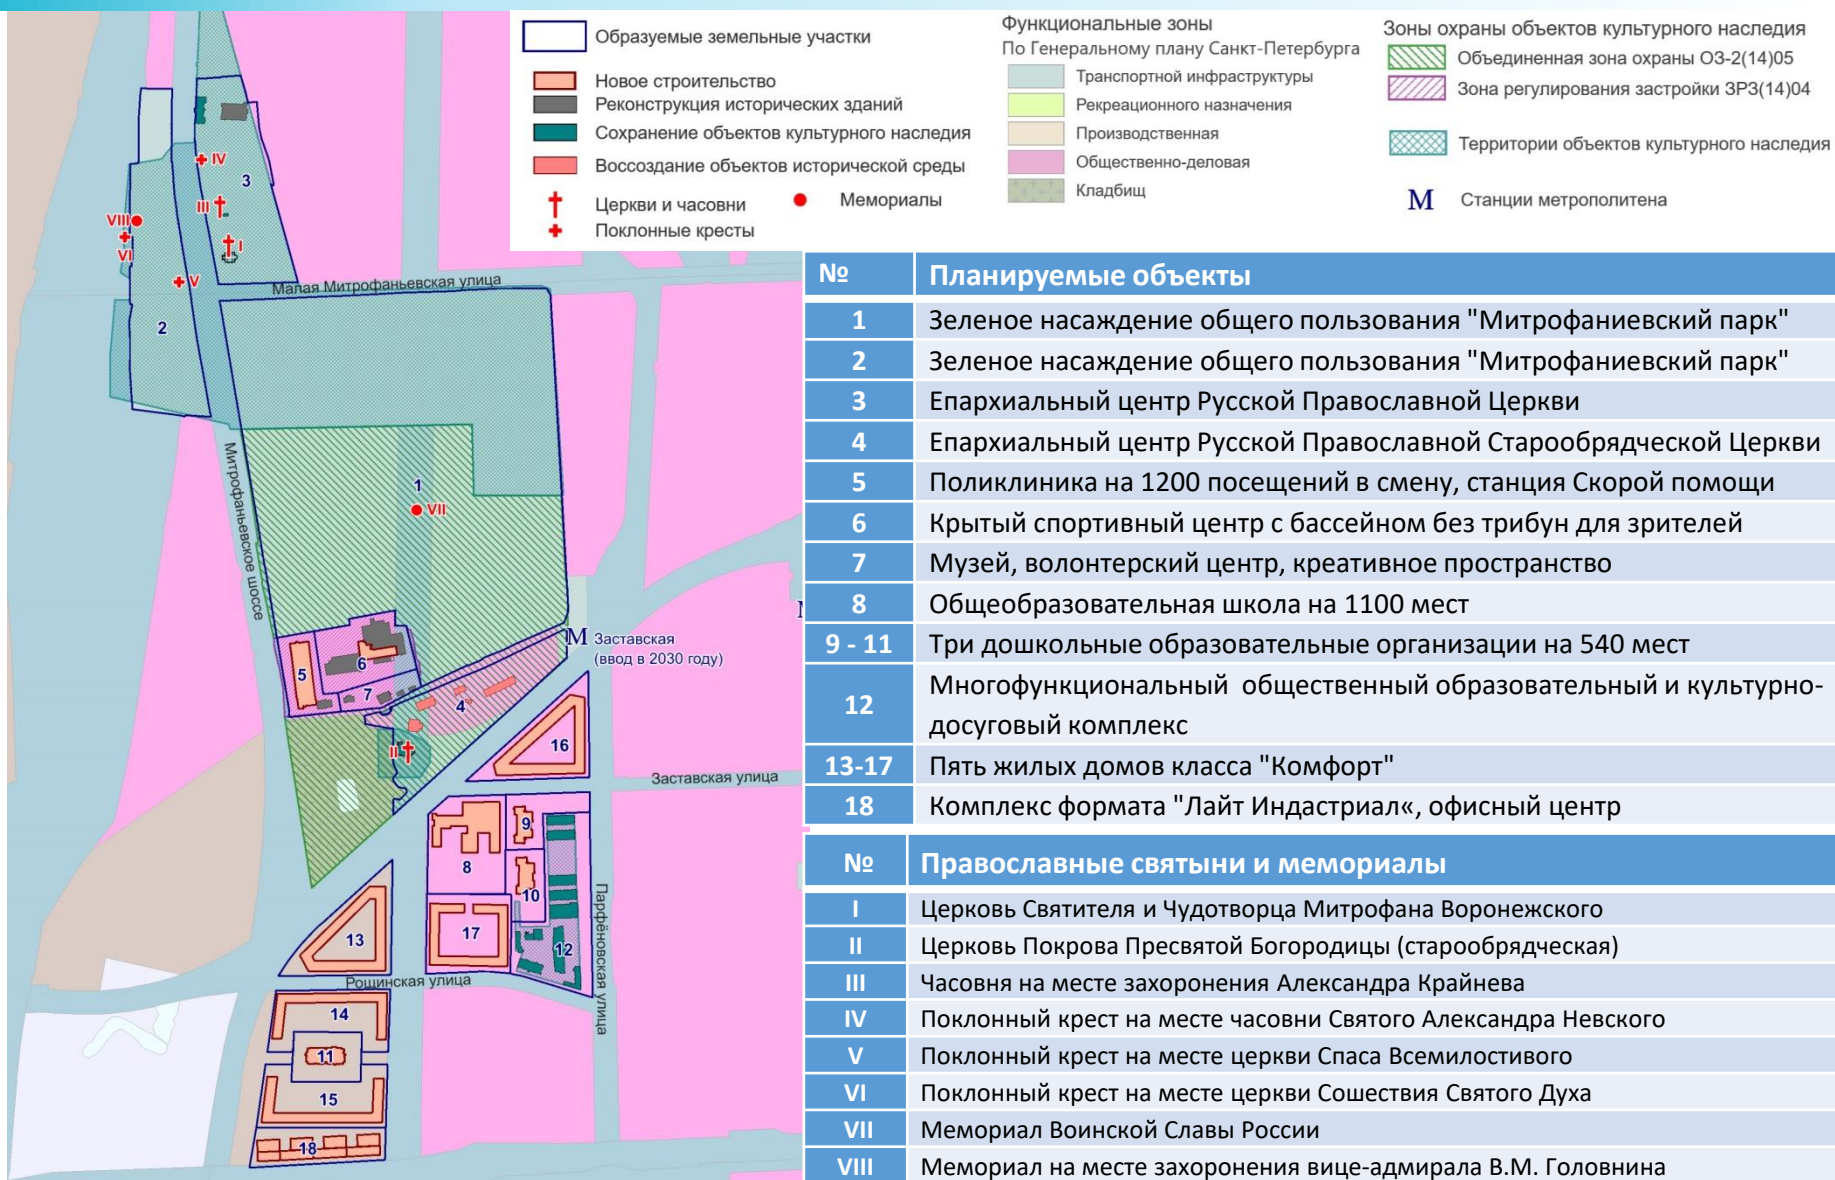 Образуемые земельные участки
Новое строительство
Реконструкция исторических зданий
Сохранение объектов культурного наследия
Воссоздание объектов исторической среды
Церкви и часовни
Мемориалы
Поклонные кресты
Функциональные зоны
По Генеральному плану Санкт-Петербурга
Транспортной инфраструктуры
Рекреационного назначения
Производственная
Общественно-деловая
Кладбищ
Зоны охраны объектов культурного наследия
Объединенная зона охраны ОЗ-2(14)05
Зона регулирования застройки ЗРЗ(14)04
Территории объектов культурного наследия
М Станции метрополитена
IV
3
III
VIII
VI
I
V
2
Малая Митрофаньевская улица
Митрофаньевское шоссе
1
VII
М Заставская
(ввод в 2030 году)
5
6
7
4
II
16
Заставская улица
9
8
10
17
12
13
Парфёновская улица
Рощинская улица
14
11
15
18
№ Планируемые объекты
1 Зеленое насаждение общего пользования "Митрофаниевский парк"
2 Зеленое насаждение общего пользования "Митрофаниевский парк"
3 Епархиальный центр Русской Православной Церкви
4 Епархиальный центр Русской Православной Старообрядческой Церкви
5 Поликлиника на 1200 посещений в смену, станция Скорой помощи
6 Крытый спортивный центр с бассейном без трибун для зрителей
7 Музей, волонтерский центр, креативное пространство
8 Общеобразовательная школа на 1100 мест
9 - 11 Три дошкольные образовательные организации на 540 мест
12 Многофункциональный общественный образовательный и культурно-
досуговый комплекс
13-17 Пять жилых домов класса "Комфорт"
18 Комплекс формата "Лайт Индастриал«, офисный центр
№ Православные святыни и мемориалы
I Церковь Святителя и Чудотворца Митрофана Воронежского
II Церковь Покрова Пресвятой Богородицы (старообрядческая)
III Часовня на месте захоронения Александра Крайнева
IV Поклонный крест на месте часовни Святого Александра Невского
V Поклонный крест на месте церкви Спаса Всемилостивого
VI Поклонный крест на месте церкви Сошествия Святого Духа
VII Мемориал Воинской Славы России
VIII Мемориал на месте захоронения вице-адмирала В.М. Головнина